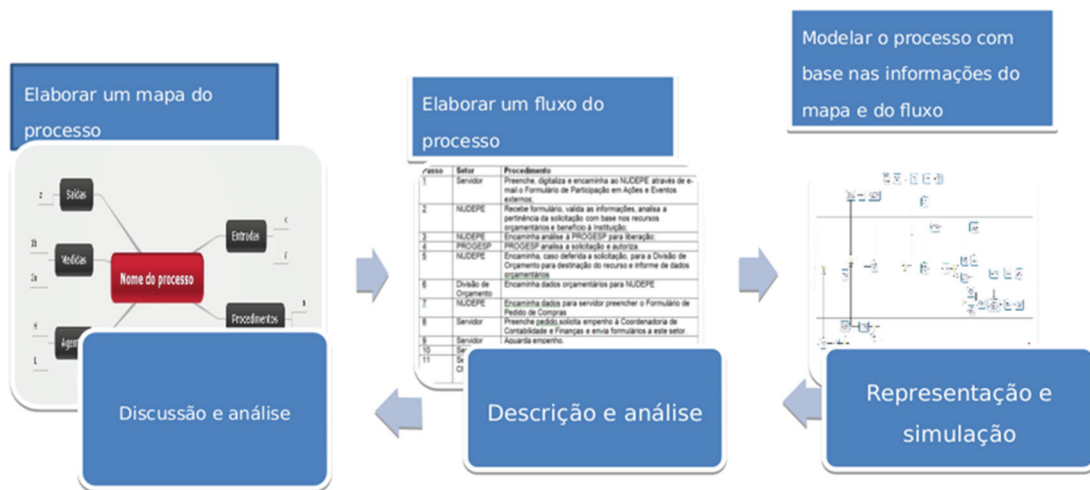 Elaborar um mapa do
processo
Saídas
Medidas
Nome do processo
Entradas
Procedimentos
Discussão e análise
Elaborar um fluxo do
processo
Passo Setor Procedimento
1 Servidor Preenche, digitaliza e encaminha ao NUDEPE através de e-
mail o Formulário de Participação em Ações e Eventos
externos;
2 NUDEPE Recebe formulário, valida as informações, analisa a
pertinência da solicitação com base nos recursos
orçamentários e benefício à Instituição;
3 NUDEPE Encaminha análise à PROGESP para liberação;
4 PROGESP PROGESP analisa a solicitação e autoriza.
5 NUDEPE Encaminha, caso deferida a solicitação, para a Divisão de
Orçamento para destinação do recurso e informe de dados
orçamentários
6 Divisão de Encaminha dados orçamentários para NUDEPE
Orçamento
7 NUDEPE Encaminha dados para servidor preencher o Formulário de
Pedido de Compras
8 Servidor Preenche pedido, solicita empenho à Coordenadoria de
Contabilidade e Finanças e envia formulários a este setor.
9 Servidor Aguarda empenho.
10
11
Descrição e análise
Modelar o processo com
base nas informações do
mapa e do fluxo
Representação e
simulação